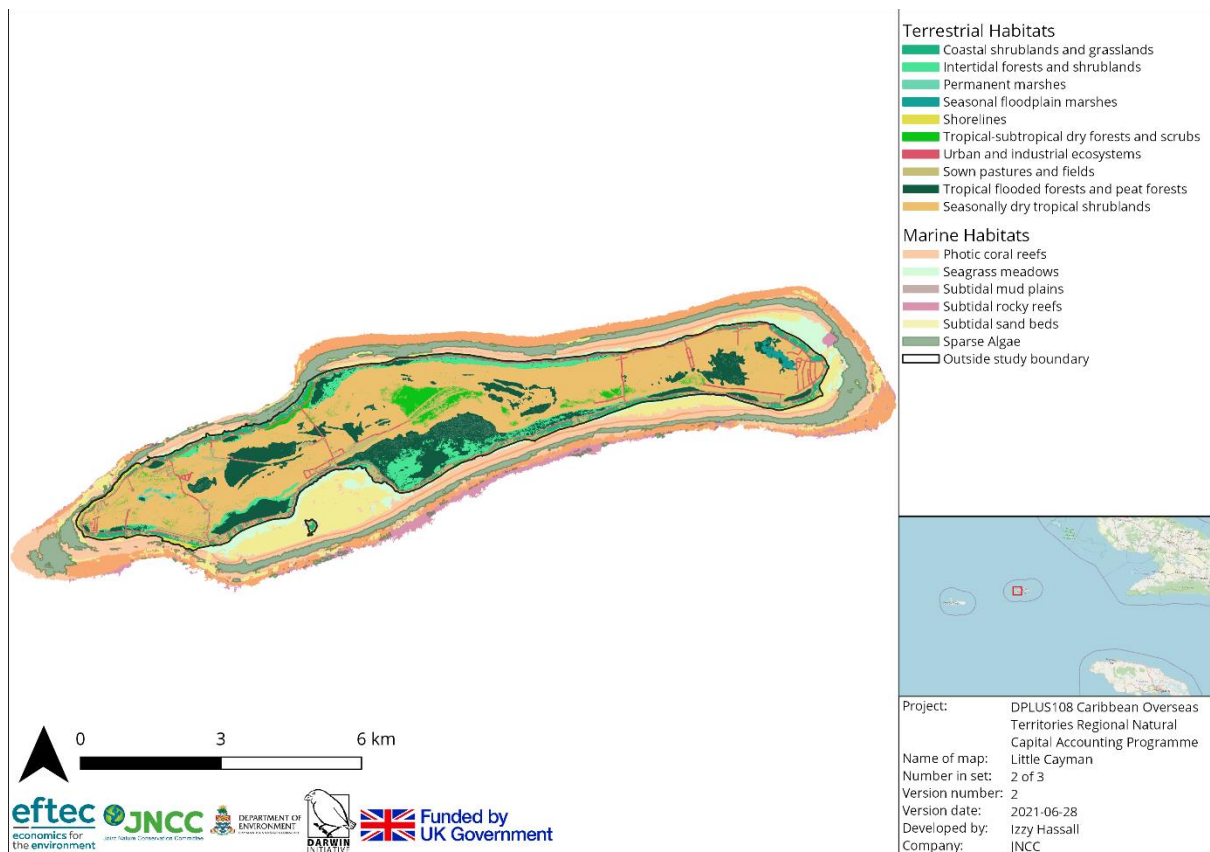 Terrestrial Habitats
Coastal shrublands and grasslands
Intertidal forests and shrublands
Permanent marshes
Seasonal floodplain marshes
Shorelines
Tropical-subtropical dry forests and scrubs
Urban and industrial ecosystems
Sown pastures and fields
Tropical flooded forests and peat forests
Seasonally dry tropical shrublands
Marine Habitats
Photic coral reefs
Seagrass meadows
Subtidal mud plains
Subtidal rocky reefs
Subtidal sand beds
Sparse Algae
Outside study boundary
0 3 6 km
eftec
economics for
the environment
JNCC
Joint Nature Conservation Committee
DEPARTMENT OF
ENVIRONMENT
DARWIN
INITIATIVE
Funded by
UK Government
Project: DPLUS108 Caribbean Overseas
Territories Regional Natural
Capital Accounting Programme
Name of map: Little Cayman
Number in set: 2 of 3
Version number: 2
Version date: 2021-06-28
Developed by: Izzy Hassall
Company: JNCC